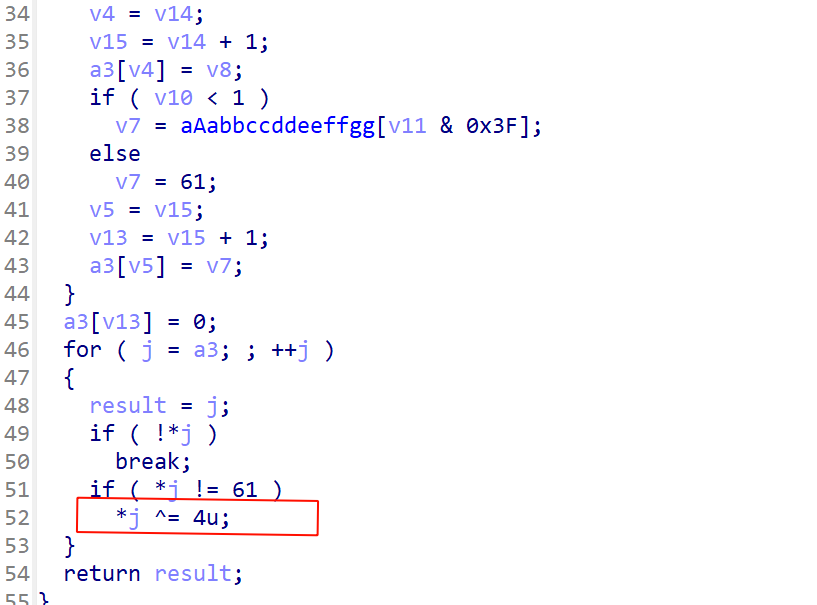 34 v4 = v14;
35 v15 = v14 + 1;
36 a3[v4] = v8;
37 if ( v10 < 1 )
38 v7 = aAabbccddeeffgg[v11 & 0x3F];
39 else
40 v7 = 61;
41 v5 = v15;
42 v13 = v15 + 1;
43 a3[v5] = v7;
44 }
45 a3[v13] = 0;
46 for ( j = a3; ; ++j )
47 {
48 result = j;
49 if ( !*j )
50 break;
51 if ( *j != 61 )
52 *j ^= 4u;
53 }
54 return result;
55 }